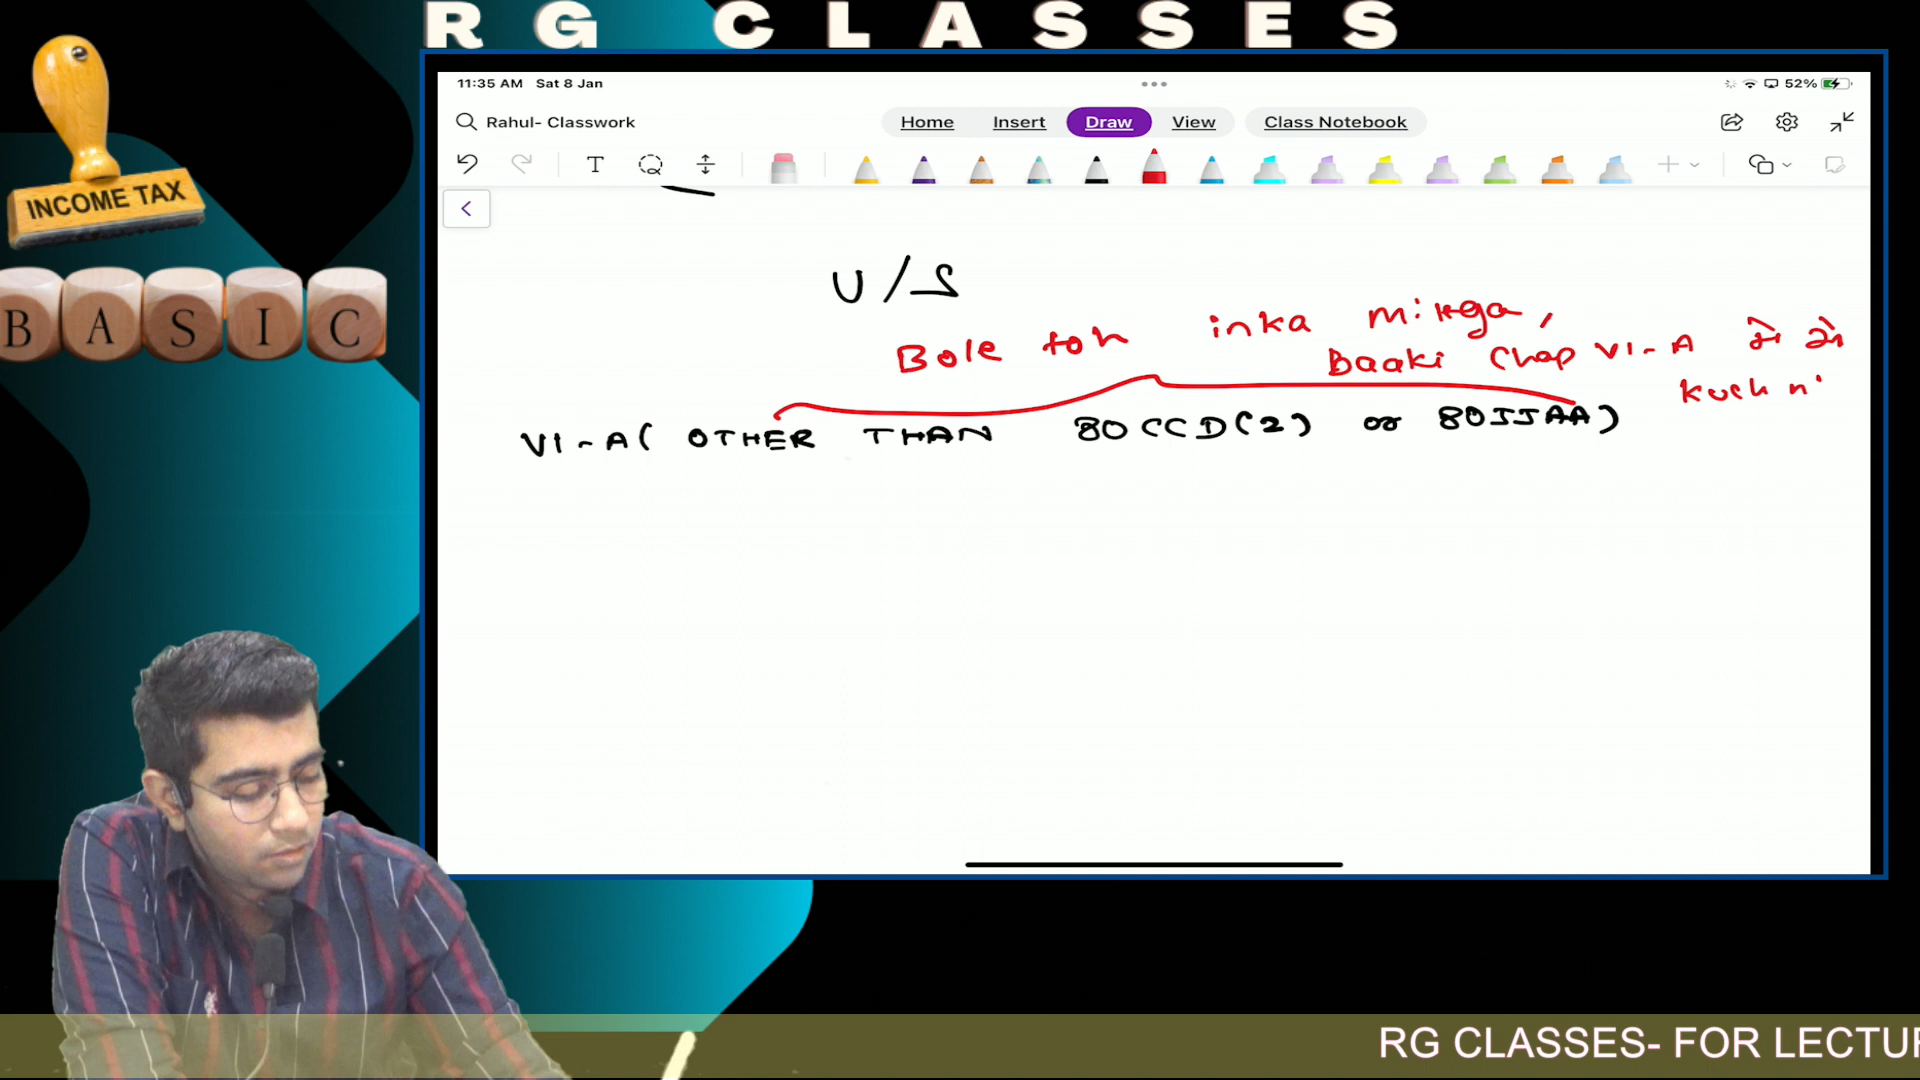 RG CLASSES
11:35 AM Sat 8 Jan
52%
Rahul- Classwork
Home Insert Draw View Class Notebook
INCOME TAX
BASIC
U/S
Bole toh inka milega,
Baaki Chap VI-A में से
kuch n
VI-A( OTHER THAN 80CCD(2) or 80JJAA)
RG CLASSES- FOR LECTU